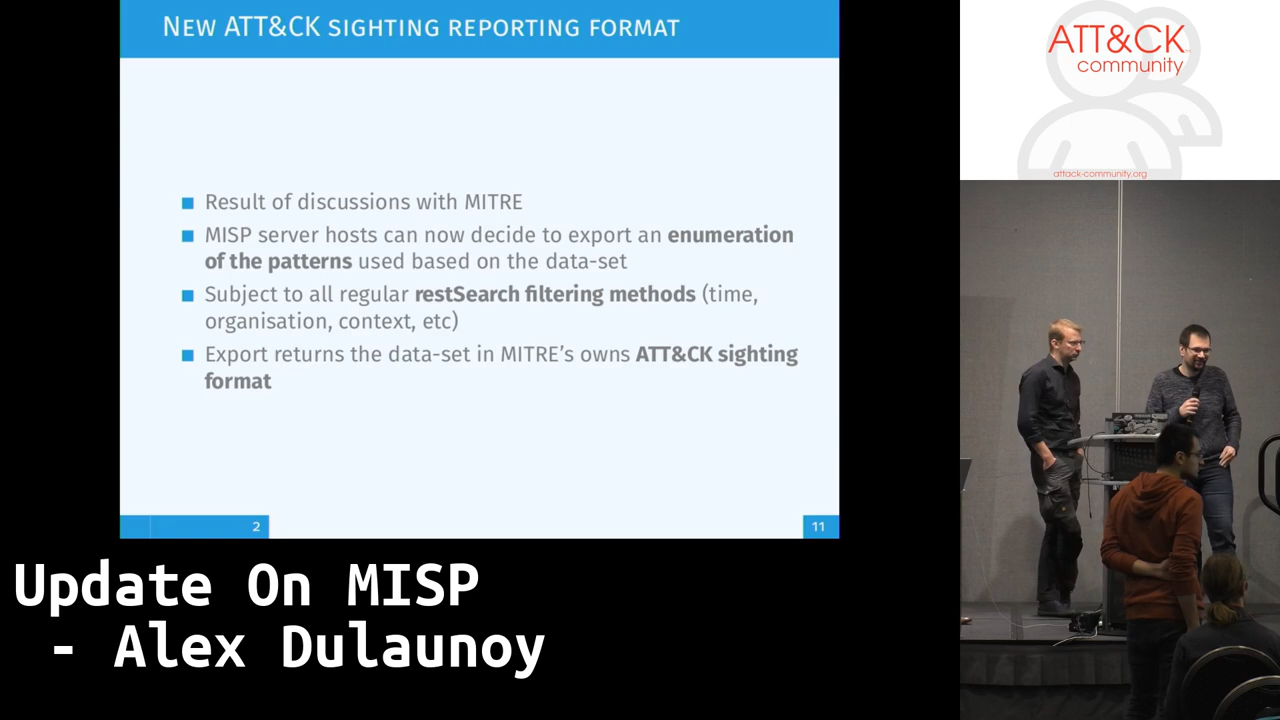 NEW ATT&CK SIGHTING REPORTING FORMAT
Result of discussions with MITRE
MISP server hosts can now decide to export an enumeration
of the patterns used based on the data-set
Subject to all regular restSearch filtering methods (time,
organisation, context, etc)
Export returns the data-set in MITRE's owns ATT&CK sighting
format
2
11
Update On MISP
- Alex Dulaunoy
ATT&CK
community
attack-community.org